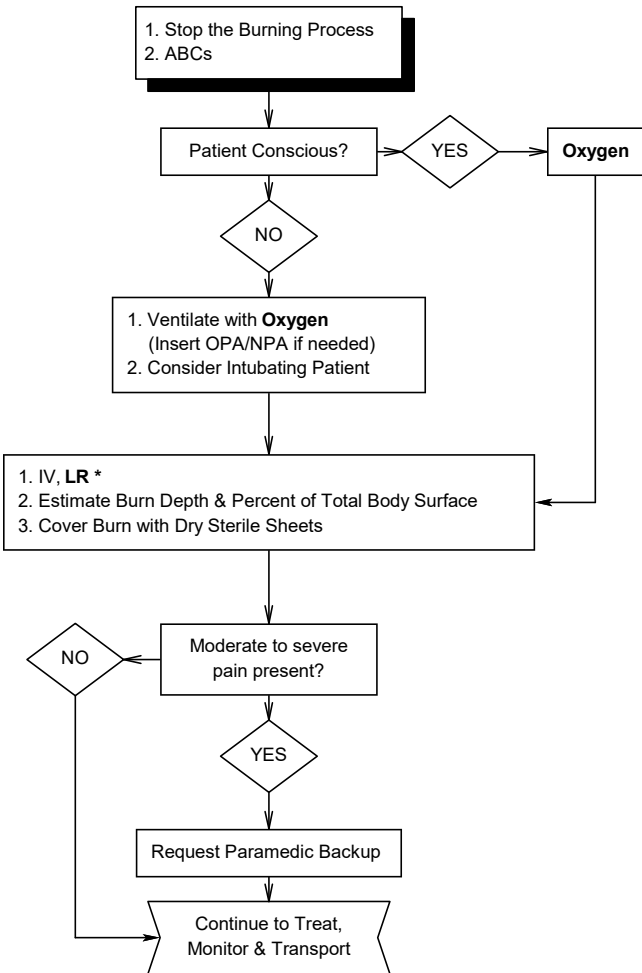 1. Stop the Burning Process
2. ABCs
Patient Conscious?
YES
Oxygen
NO
1. Ventilate with Oxygen
(Insert OPA/NPA if needed)
2. Consider Intubating Patient
1. IV, LR *
2. Estimate Burn Depth & Percent of Total Body Surface
3. Cover Burn with Dry Sterile Sheets
Moderate to severe
pain present?
NO
YES
Request Paramedic Backup
Continue to Treat,
Monitor & Transport